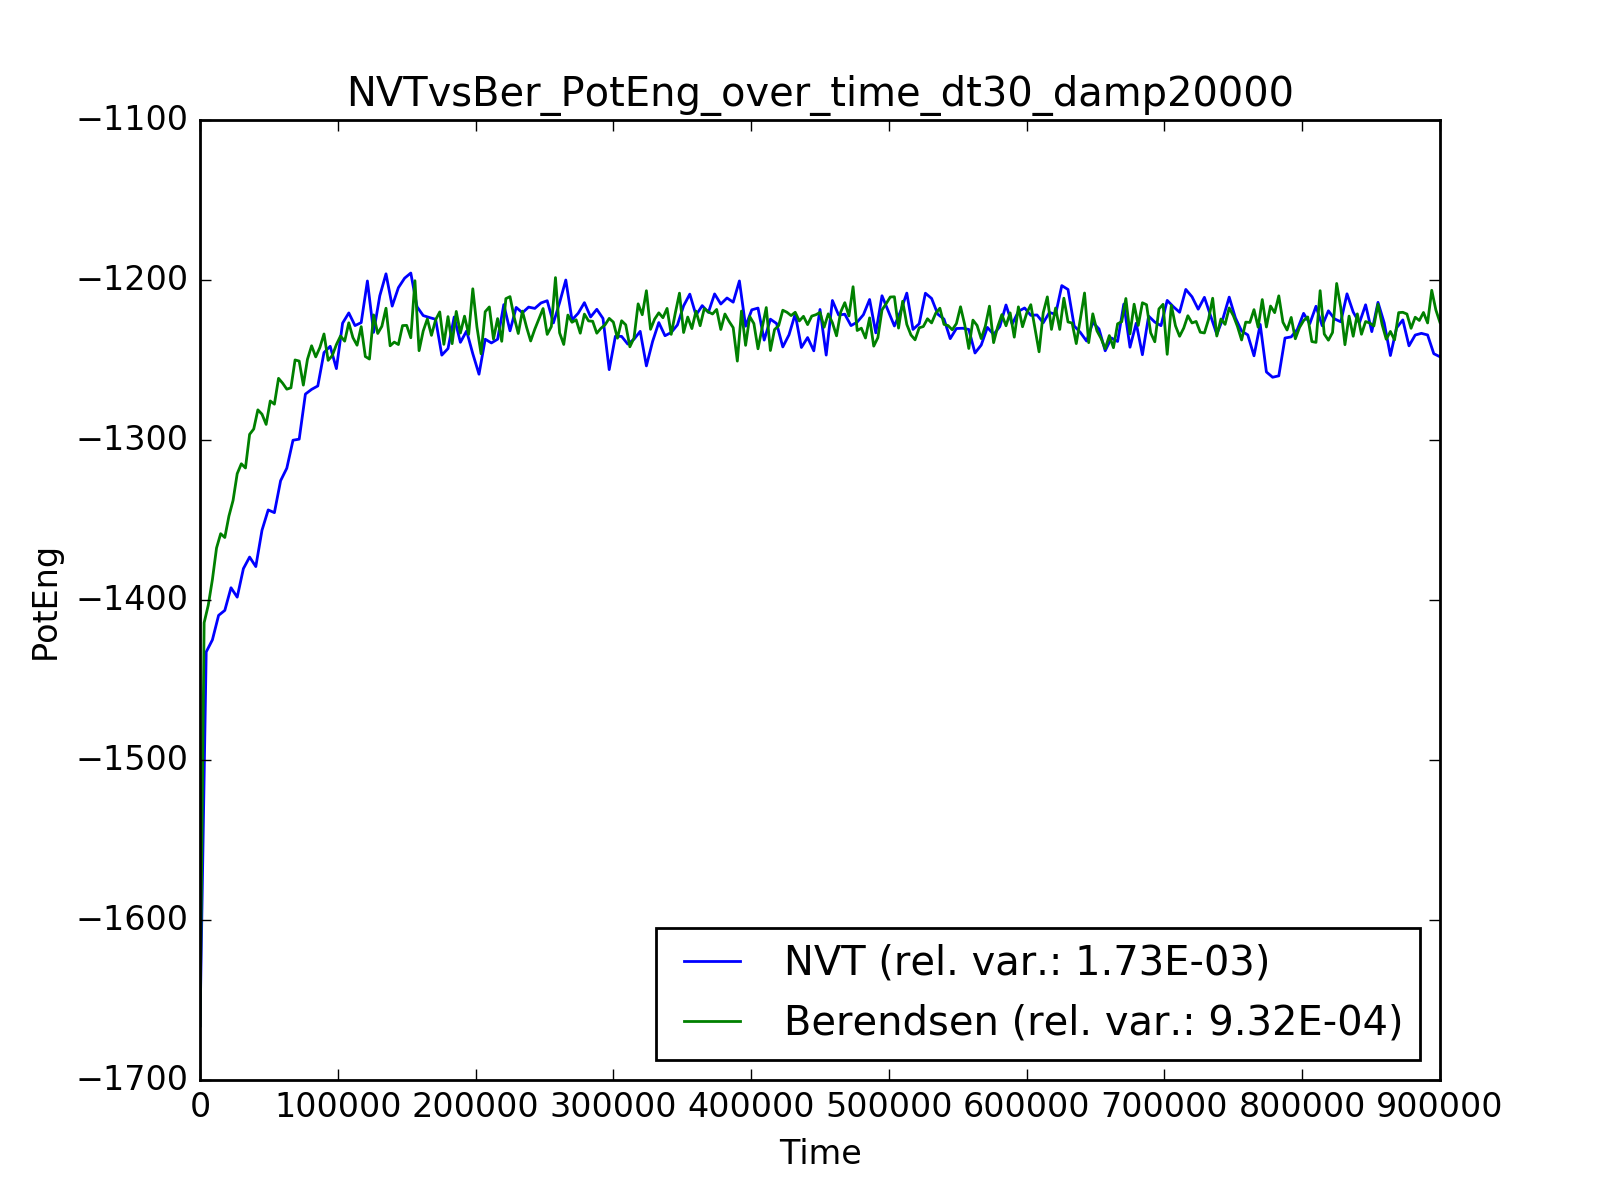 NVTvsBer_PotEng_over_time_dt30_damp20000
−1100
−1200
−1300
−1400
−1500
−1600
−1700
PotEng
NVT (rel. var.: 1.73E-03)
Berendsen (rel. var.: 9.32E-04)
0 100000 200000 300000 400000 500000 600000 700000 800000 900000
Time